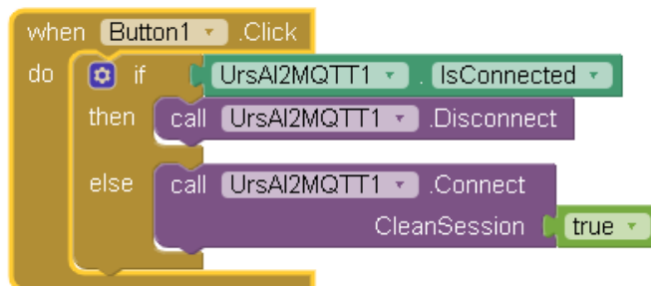 when Button1 .Click
do if UrsAI2MQTT1 . IsConnected
then call UrsAI2MQTT1 .Disconnect
else call UrsAI2MQTT1 .Connect
CleanSession true